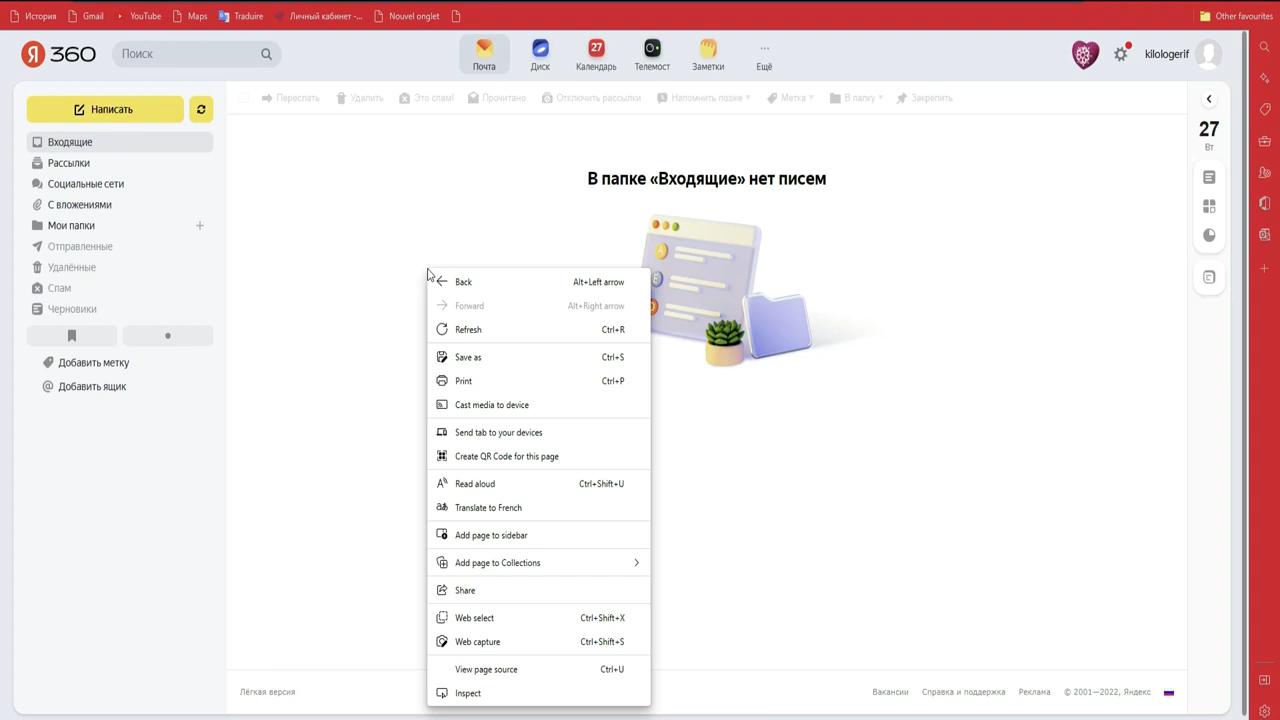 История
Gmail
YouTube
Maps
Traduire
Личный кабинет -...
Nouvel onglet
Other favourites
Я 360
Поиск
Почта
Диск
27
Календарь
Телемост
Заметки
Ещё
kilologerif
Написать
Переслать
Удалить
Это спам!
Прочитано
Отключить рассылки
Напомнить позже
Метка
В папку
Закрепить
27
Вт
Входящие
Рассылки
Социальные сети
С вложениями
Мои папки
Отправленные
Удалённые
Спам
Черновики
Добавить метку
Добавить ящик
В папке «Входящие» нет писем
Back Alt+Left arrow
Forward Alt+Right arrow
Refresh Ctrl+R
Save as Ctrl+S
Print Ctrl+P
Cast media to device
Send tab to your devices
Create QR Code for this page
Read aloud Ctrl+Shift+U
Translate to French
Add page to sidebar
Add page to Collections
Share
Web select Ctrl+Shift+X
Web capture Ctrl+Shift+S
View page source Ctrl+U
Inspect
Лёгкая версия
Вакансии
Справка и поддержка
Реклама
© 2001—2022, Яндекс